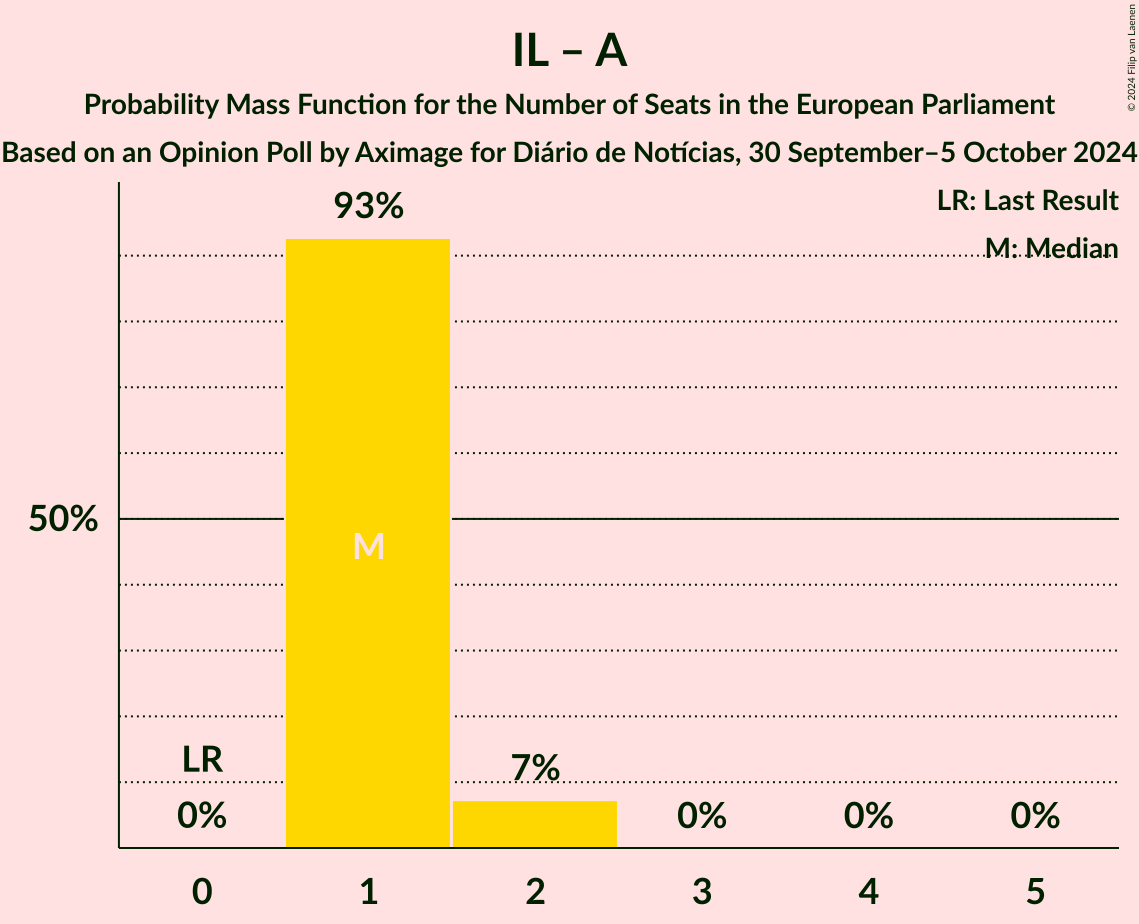 IL – A
Probability Mass Function for the Number of Seats in the European Parliament
Based on an Opinion Poll by Aximage for Diário de Notícias, 30 September–5 October 2024
© 2024 Filip van Laenen
LR: Last Result
M: Median
93%
50%
M
LR
7%
0%
0%
0%
0%
0
1
2
3
4
5